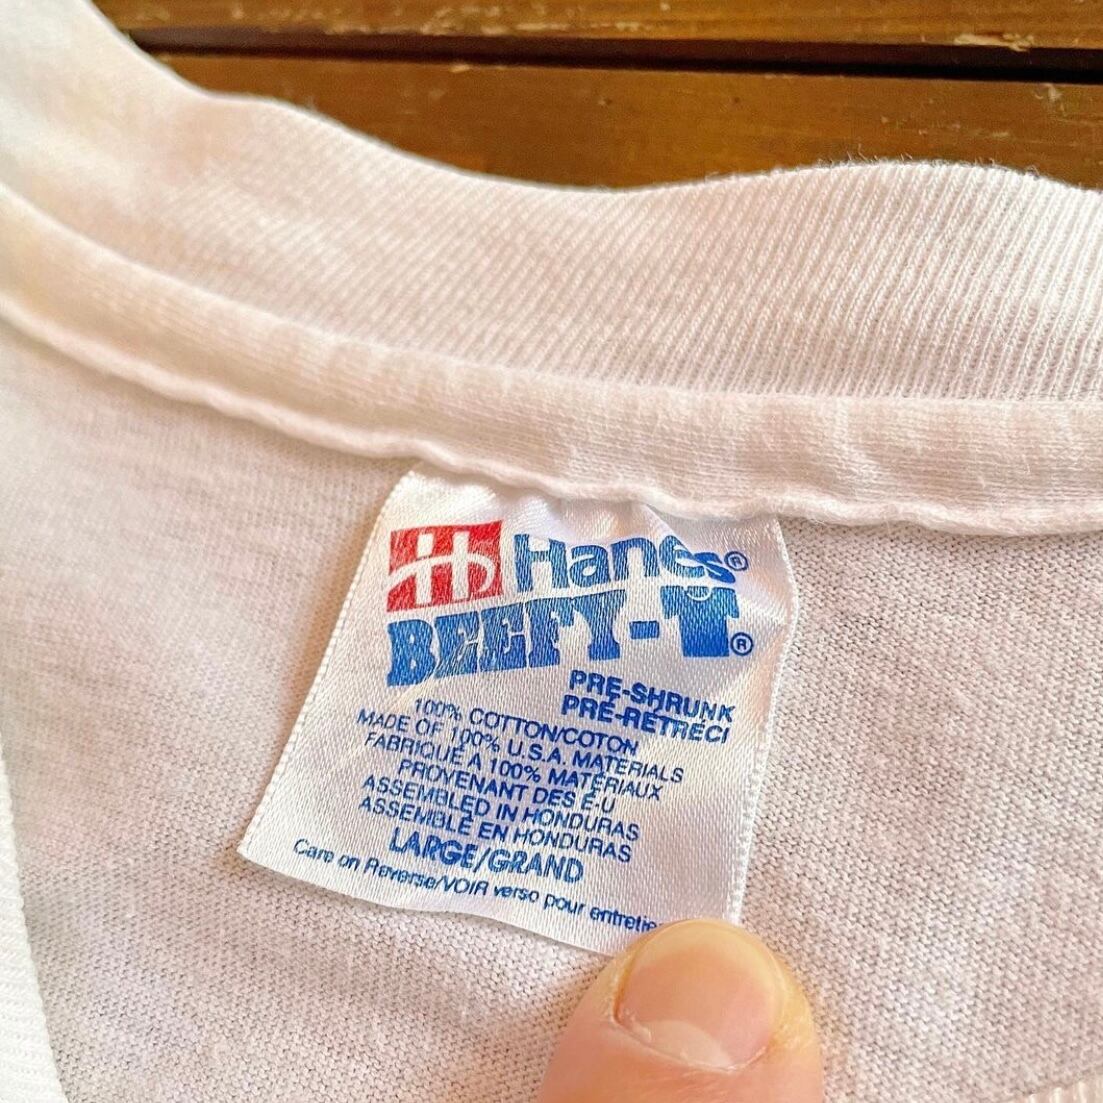 H Hanes®
BEEFY-T®
PRE-SHRUNK
PRÉ-RÉTRÉCI
100% COTTON/COTON
MADE OF 100% U.S.A. MATERIALS
FABRIQUÉ À 100% MATÉRIAUX
PROVENANT DES É.-U
ASSEMBLED IN HONDURAS
ASSEMBLÉ EN HONDURAS
LARGE/GRAND
Care on Reverse/VOIR verso pour